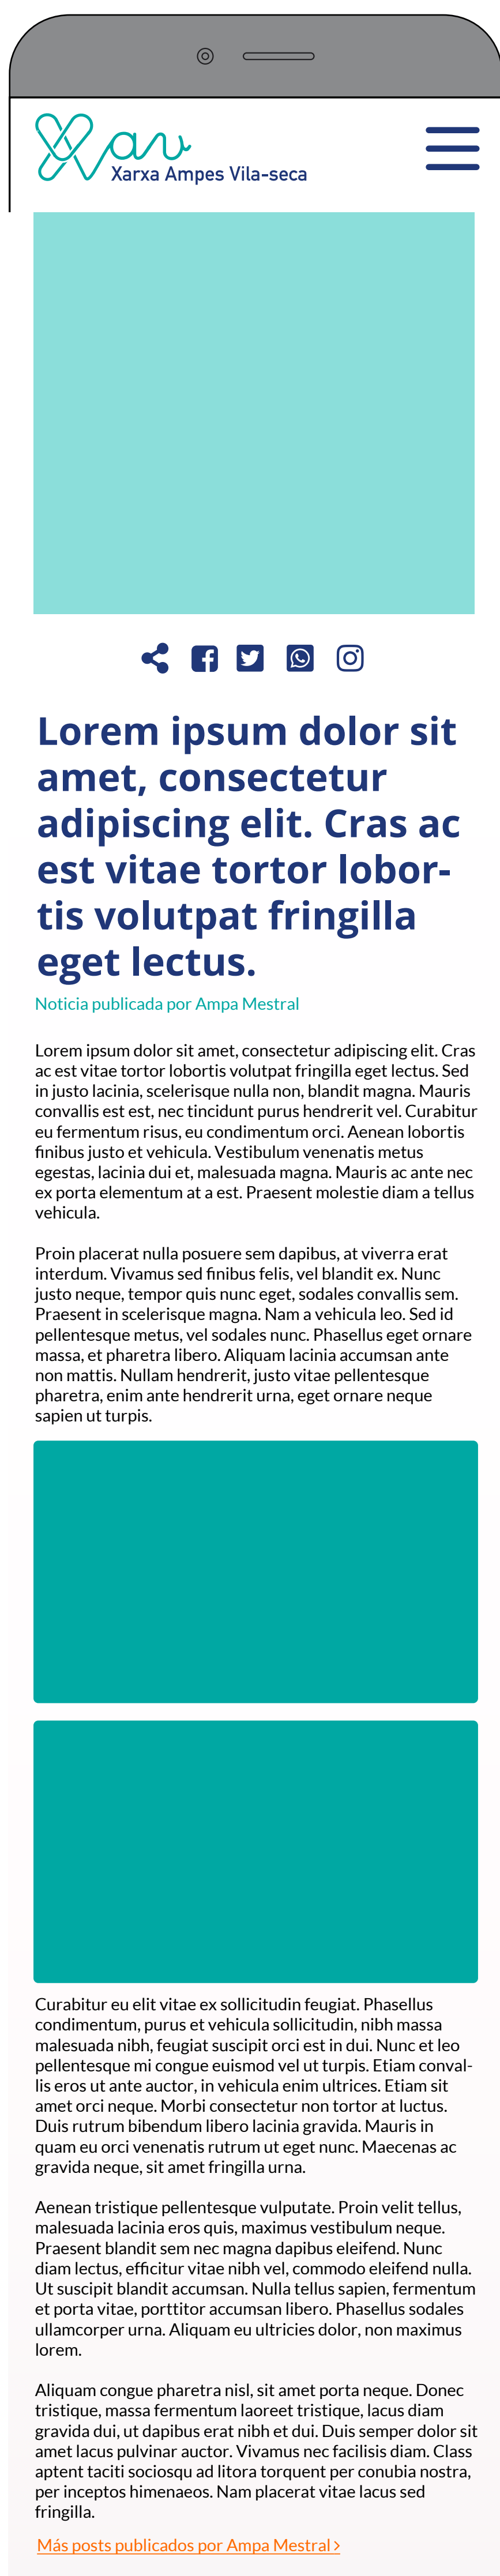 xav
Xarxa Ampes Vila-seca
Lorem ipsum dolor sit
amet, consectetur
adipiscing elit. Cras ac
est vitae tortor lobor-
tis volutpat fringilla
eget lectus.
Noticia publicada por Ampa Mestral
Lorem ipsum dolor sit amet, consectetur adipiscing elit. Cras
ac est vitae tortor lobortis volutpat fringilla eget lectus. Sed
in justo lacinia, scelerisque nulla non, blandit magna. Mauris
convallis est est, nec tincidunt purus hendrerit vel. Curabitur
eu fermentum risus, eu condimentum orci. Aenean lobortis
finibus justo et vehicula. Vestibulum venenatis metus
egestas, lacinia dui et, malesuada magna. Mauris ac ante nec
ex porta elementum at a est. Praesent molestie diam a tellus
vehicula.
Proin placerat nulla posuere sem dapibus, at viverra erat
interdum. Vivamus sed finibus felis, vel blandit ex. Nunc
justo neque, tempor quis nunc eget, sodales convallis sem.
Praesent in scelerisque magna. Nam a vehicula leo. Sed id
pellentesque metus, vel sodales nunc. Phasellus eget ornare
massa, et pharetra libero. Aliquam lacinia accumsan ante
non mattis. Nullam hendrerit, justo vitae pellentesque
pharetra, enim ante hendrerit urna, eget ornare neque
sapien ut turpis.
Curabitur eu elit vitae ex sollicitudin feugiat. Phasellus
condimentum, purus et vehicula sollicitudin, nibh massa
malesuada nibh, feugiat suscipit orci est in dui. Nunc et leo
pellentesque mi congue euismod vel ut turpis. Etiam conval-
lis eros ut ante auctor, in vehicula enim ultrices. Etiam sit
amet orci neque. Morbi consectetur non tortor at luctus.
Duis rutrum bibendum libero lacinia gravida. Mauris in
quam eu orci venenatis rutrum ut eget nunc. Maecenas ac
gravida neque, sit amet fringilla urna.
Aenean tristique pellentesque vulputate. Proin velit tellus,
malesuada lacinia eros quis, maximus vestibulum neque.
Praesent blandit sem nec magna dapibus eleifend. Nunc
diam lectus, efficitur vitae nibh vel, commodo eleifend nulla.
Ut suscipit blandit accumsan. Nulla tellus sapien, fermentum
et porta vitae, porttitor accumsan libero. Phasellus sodales
ullamcorper urna. Aliquam eu ultricies dolor, non maximus
lorem.
Aliquam congue pharetra nisl, sit amet porta neque. Donec
tristique, massa fermentum laoreet tristique, lacus diam
gravida dui, ut dapibus erat nibh et dui. Duis semper dolor sit
amet lacus pulvinar auctor. Vivamus nec facilisis diam. Class
aptent taciti sociosqu ad litora torquent per conubia nostra,
per inceptos himenaeos. Nam placerat vitae lacus sed
fringilla.
Más posts publicados por Ampa Mestral >